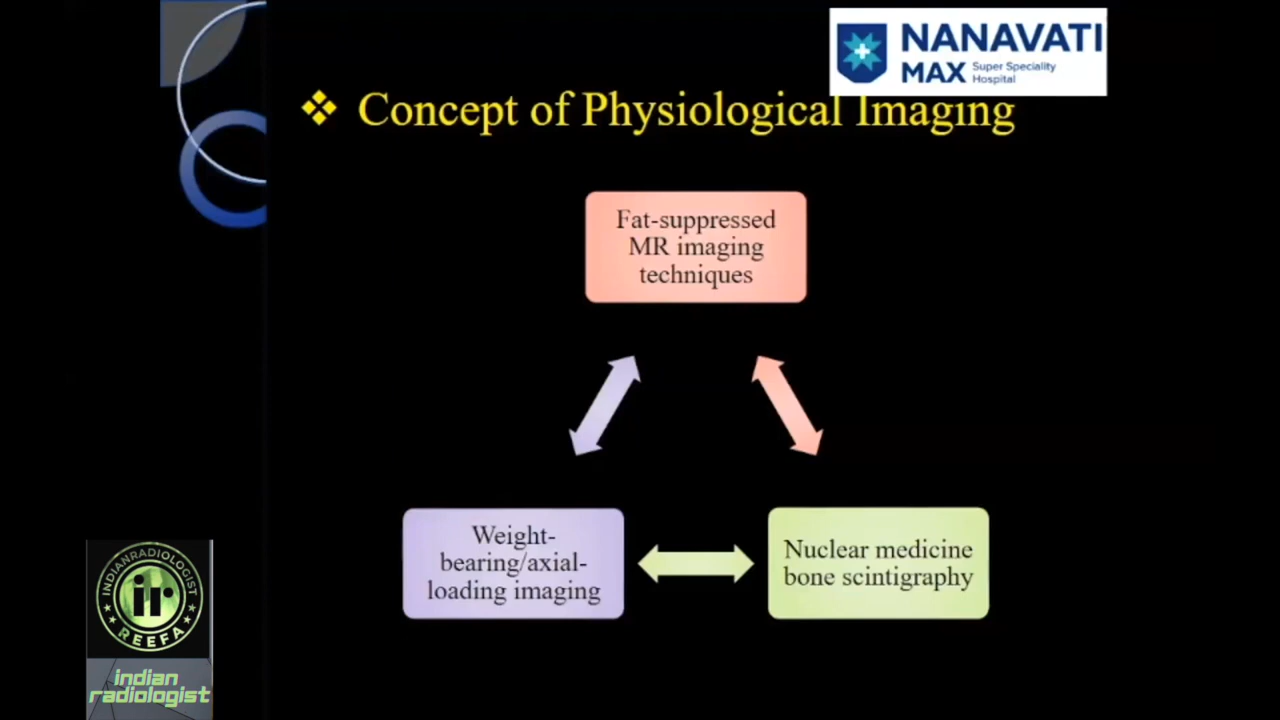 NANAVATI
MAX Super Speciality
Hospital
❖ Concept of Physiological Imaging
Fat-suppressed
MR imaging
techniques
Weight-
bearing/axial-
loading imaging
Nuclear medicine
bone scintigraphy
INDIANRADIOLOGIST
ir
REEFA
indian
radiologist